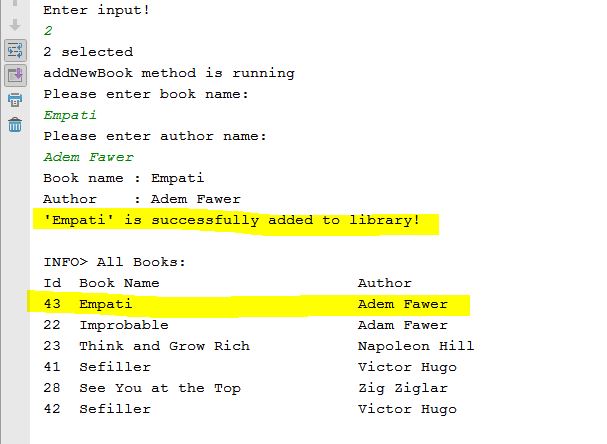 Enter input!
2
2 selected
addNewBook method is running
Please enter book name:
Empati
Please enter author name:
Adem Fawer
Book name : Empati
Author    : Adem Fawer
'Empati' is successfully added to library!
INFO> All Books:
Id  Book Name                      Author
43  Empati                         Adem Fawer
22  Improbable                     Adam Fawer
23  Think and Grow Rich            Napoleon Hill
41  Sefiller                       Victor Hugo
28  See You at the Top             Zig Ziglar
42  Sefiller                       Victor Hugo